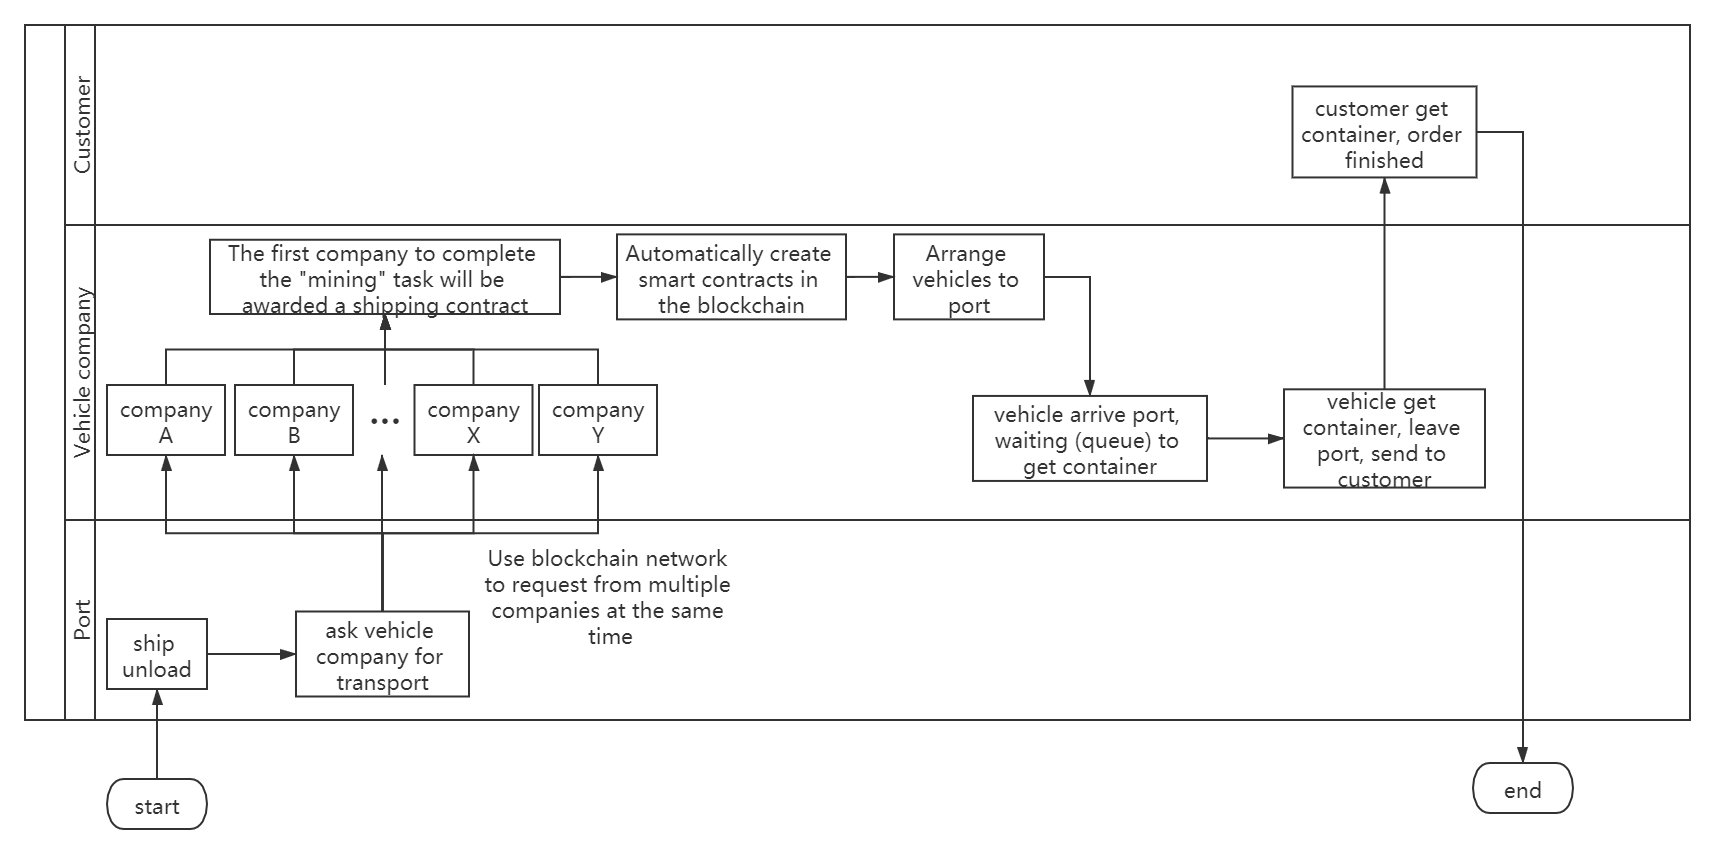 Customer
customer get
container, order
finished
Vehicle company
The first company to complete
the "mining" task will be
awarded a shipping contract
Automatically create
smart contracts in
the blockchain
Arrange
vehicles to
port
company
A
company
B
...
company
X
company
Y
vehicle arrive port,
waiting (queue) to
get container
vehicle get
container, leave
port, send to
customer
Port
Use blockchain network
to request from multiple
companies at the same
time
ship
unload
ask vehicle
company for
transport
start
end